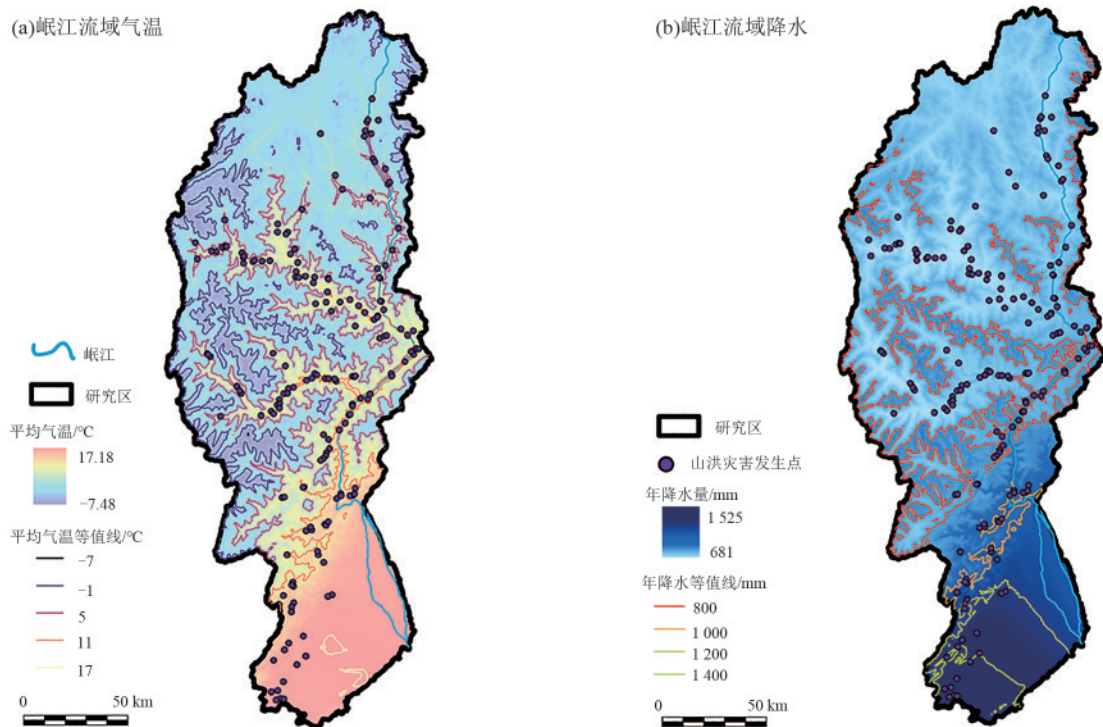 (a)岷江流域气温
岷江
研究区
平均气温/°C
17.18
−7.48
平均气温等值线/°C
−7
−1
5
11
17
0 50 km
(b)岷江流域降水
研究区
山洪灾害发生点
年降水量/mm
1 525
681
年降水等值线/mm
800
1 000
1 200
1 400
0 50 km